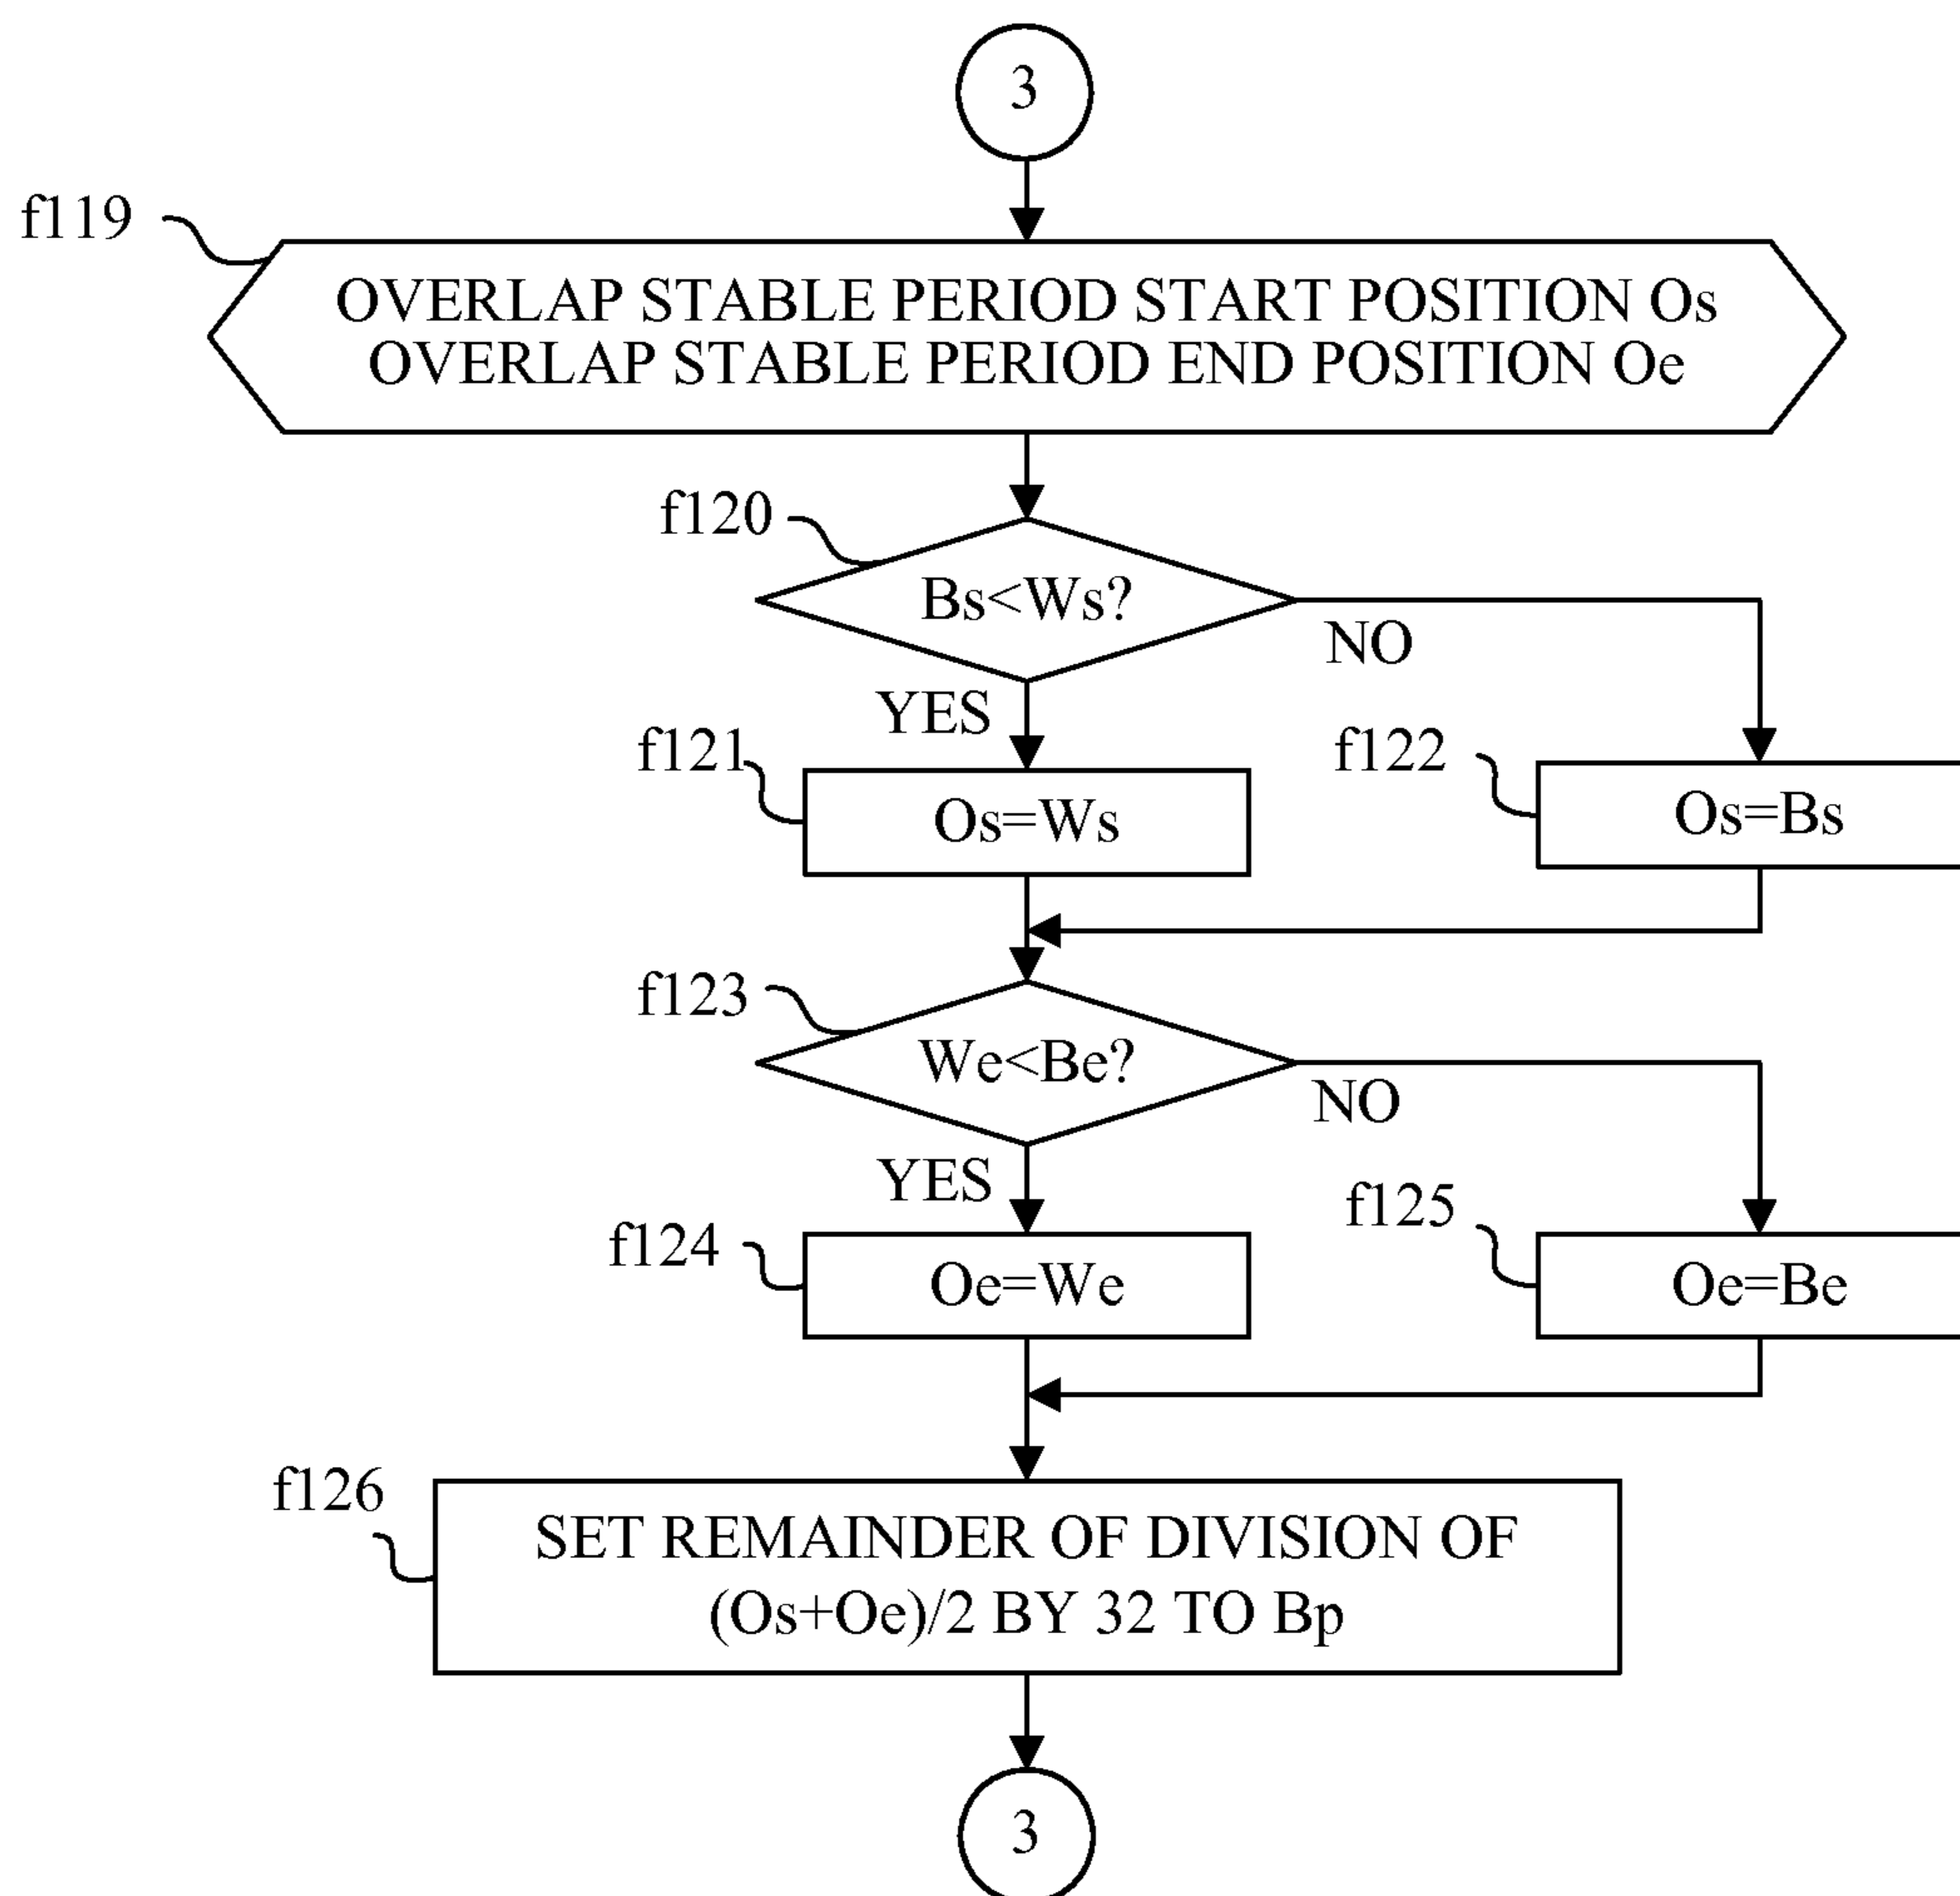 3
f119
OVERLAP STABLE PERIOD START POSITION Os
OVERLAP STABLE PERIOD END POSITION Oe
f120
Bs<Ws?
NO
YES
f121
Os=Ws
f122
Os=Bs
f123
We<Be?
NO
YES
f124
Oe=We
f125
Oe=Be
f126
SET REMAINDER OF DIVISION OF
(Os+Oe)/2 BY 32 TO Bp
3